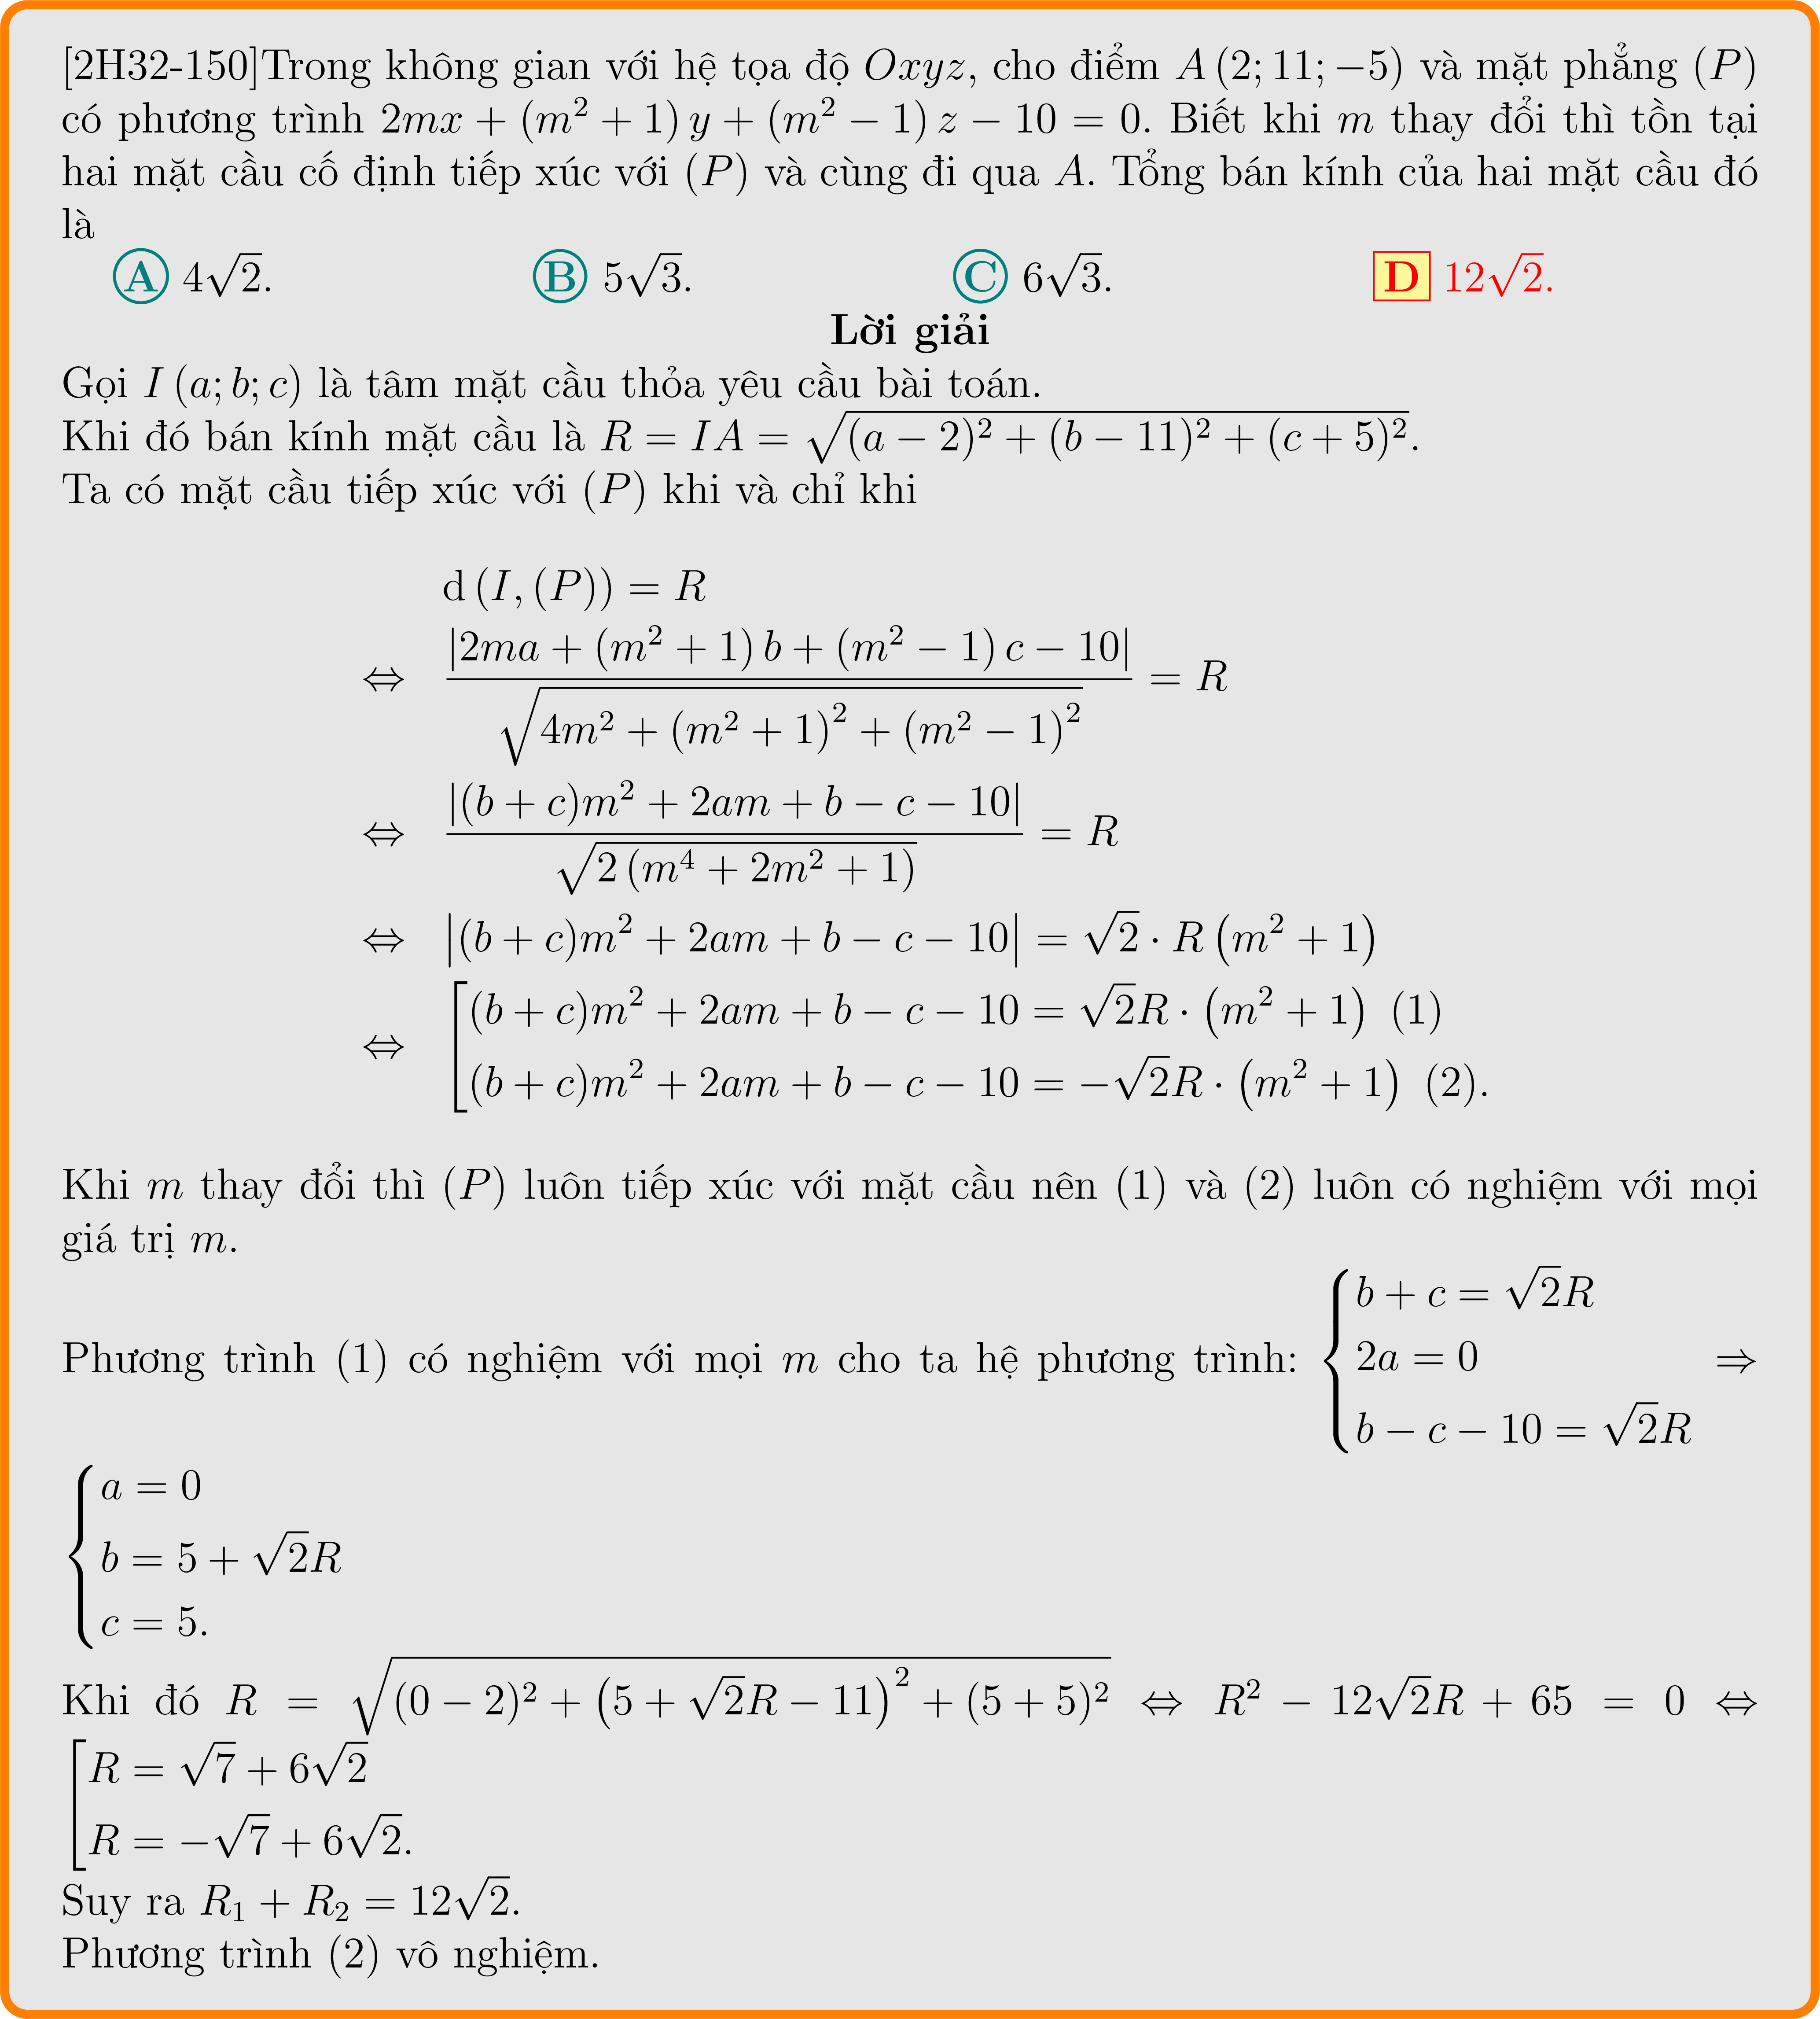 [2H32-150]Trong không gian với hệ tọa độ $Oxyz$, cho điểm $A\,(2;11;-5)$ và mặt phẳng $(P)$
có phương trình $2mx+(m^2+1)\,y+(m^2-1)\,z-10=0$. Biết khi $m$ thay đổi thì tồn tại
hai mặt cầu cố định tiếp xúc với $(P)$ và cùng đi qua $A$. Tổng bán kính của hai mặt cầu đó
là
A $4\sqrt{2}$. B $5\sqrt{3}$. C $6\sqrt{3}$. D $12\sqrt{2}$.
Lời giải
Gọi $I\,(a;b;c)$ là tâm mặt cầu thỏa yêu cầu bài toán.
Khi đó bán kính mặt cầu là $R=IA=\sqrt{(a-2)^2+(b-11)^2+(c+5)^2}$.
Ta có mặt cầu tiếp xúc với $(P)$ khi và chỉ khi
$\mathrm{d}\,(I,(P))=R$
$\Leftrightarrow \frac{|2ma+(m^2+1)\,b+(m^2-1)\,c-10|}{\sqrt{4m^2+(m^2+1)^2+(m^2-1)^2}}=R$
$\Leftrightarrow \frac{|(b+c)m^2+2am+b-c-10|}{\sqrt{2\,(m^4+2m^2+1)}}=R$
$\Leftrightarrow \left|(b+c)m^2+2am+b-c-10\right|=\sqrt{2}\cdot R\left(m^2+1\right)$
$\Leftrightarrow \left[\begin{array}{l}(b+c)m^2+2am+b-c-10=\sqrt{2}R\cdot\left(m^2+1\right)\ (1)\\(b+c)m^2+2am+b-c-10=-\sqrt{2}R\cdot\left(m^2+1\right)\ (2).\end{array}\right.$
Khi $m$ thay đổi thì $(P)$ luôn tiếp xúc với mặt cầu nên (1) và (2) luôn có nghiệm với mọi
giá trị $m$.
Phương trình (1) có nghiệm với mọi $m$ cho ta hệ phương trình: $\begin{cases}b+c=\sqrt{2}R\\2a=0\\b-c-10=\sqrt{2}R\end{cases} \Rightarrow$
$\begin{cases}a=0\\b=5+\sqrt{2}R\\c=5.\end{cases}$
Khi đó $R=\sqrt{(0-2)^2+\left(5+\sqrt{2}R-11\right)^2+(5+5)^2} \Leftrightarrow R^2-12\sqrt{2}R+65=0 \Leftrightarrow$
$\left[\begin{array}{l}R=\sqrt{7}+6\sqrt{2}\\R=-\sqrt{7}+6\sqrt{2}.\end{array}\right.$
Suy ra $R_1+R_2=12\sqrt{2}$.
Phương trình (2) vô nghiệm.